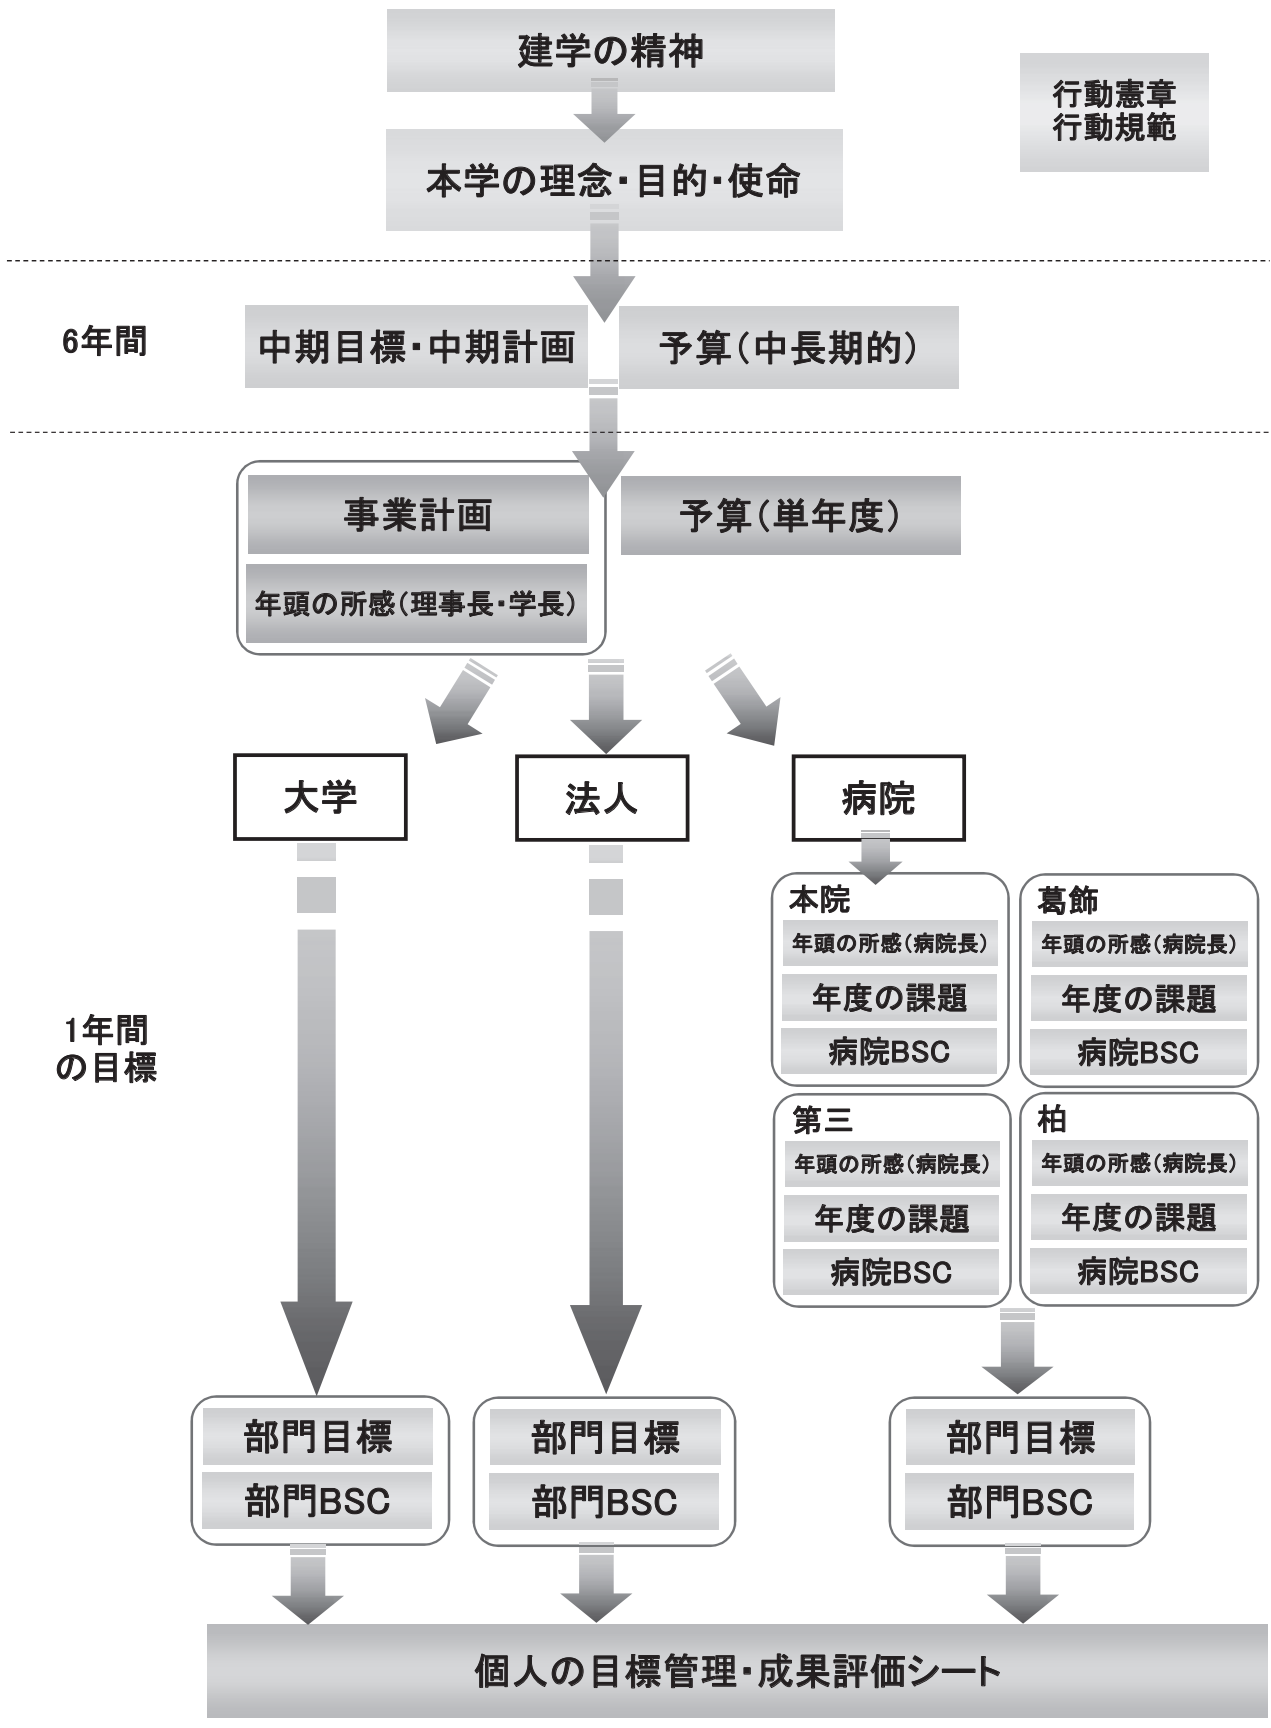 建学の精神
行動憲章
行動規範
本学の理念・目的・使命
6年間
中期目標・中期計画
予算(中長期的)
事業計画
予算(単年度)
年頭の所感(理事長・学長)
大学
法人
病院
本院
年頭の所感(病院長)
年度の課題
病院BSC
葛飾
年頭の所感(病院長)
年度の課題
病院BSC
1年間
の目標
第三
年頭の所感(病院長)
年度の課題
病院BSC
柏
年頭の所感(病院長)
年度の課題
病院BSC
部門目標
部門BSC
部門目標
部門BSC
部門目標
部門BSC
個人の目標管理・成果評価シート